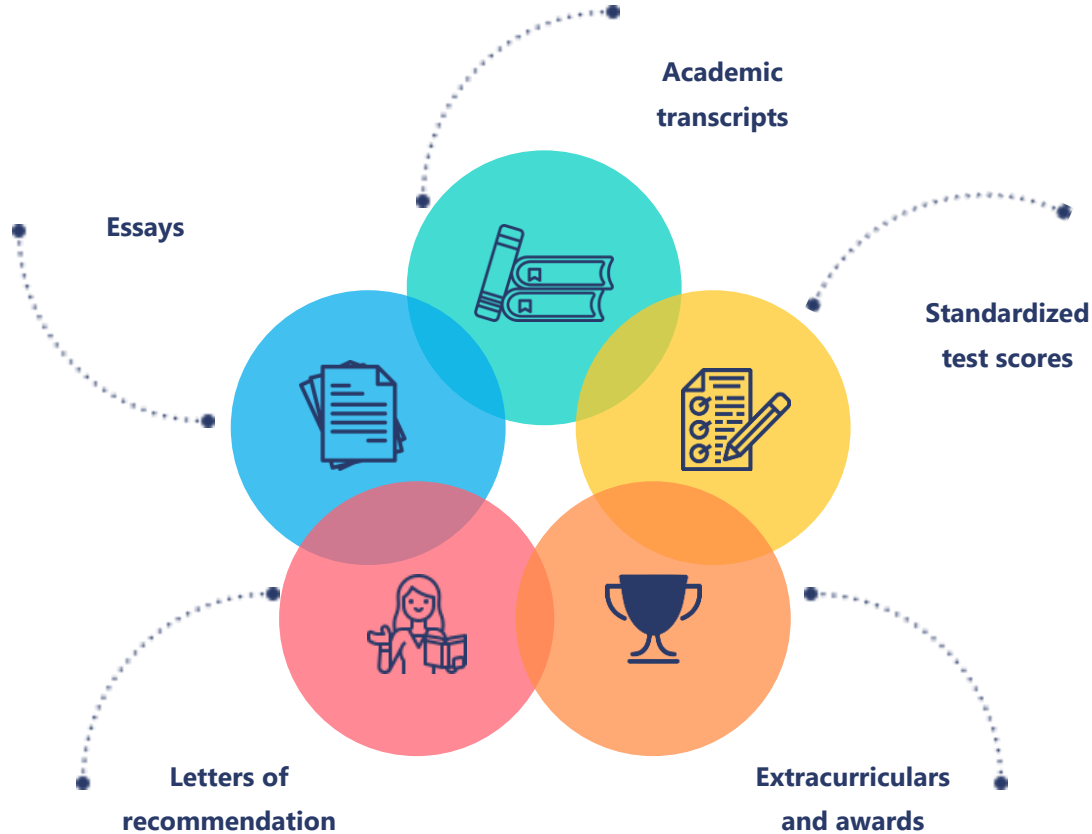 Academic
transcripts
Essays
Standardized
test scores
Letters of
recommendation
Extracurriculars
and awards